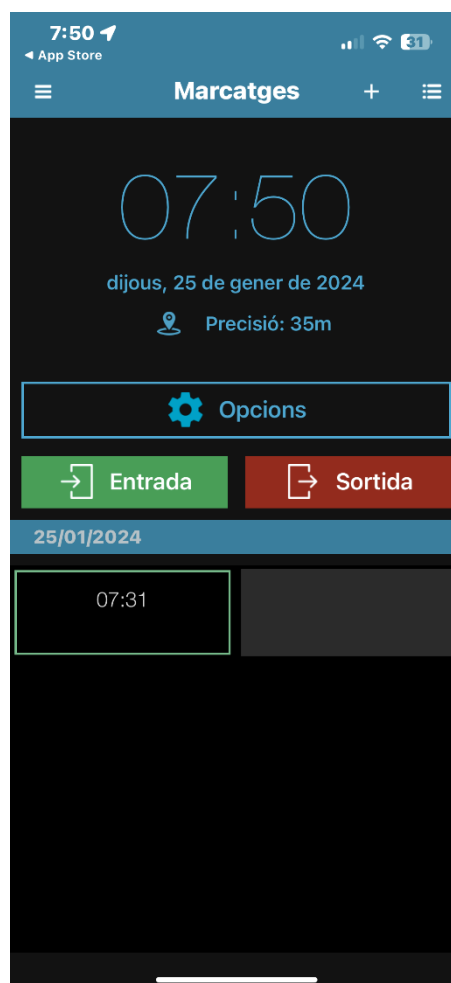 7:50
◀ App Store
31
Marcatges
07:50
dijous, 25 de gener de 2024
Precisió: 35m
Opcions
Entrada
Sortida
25/01/2024
07:31